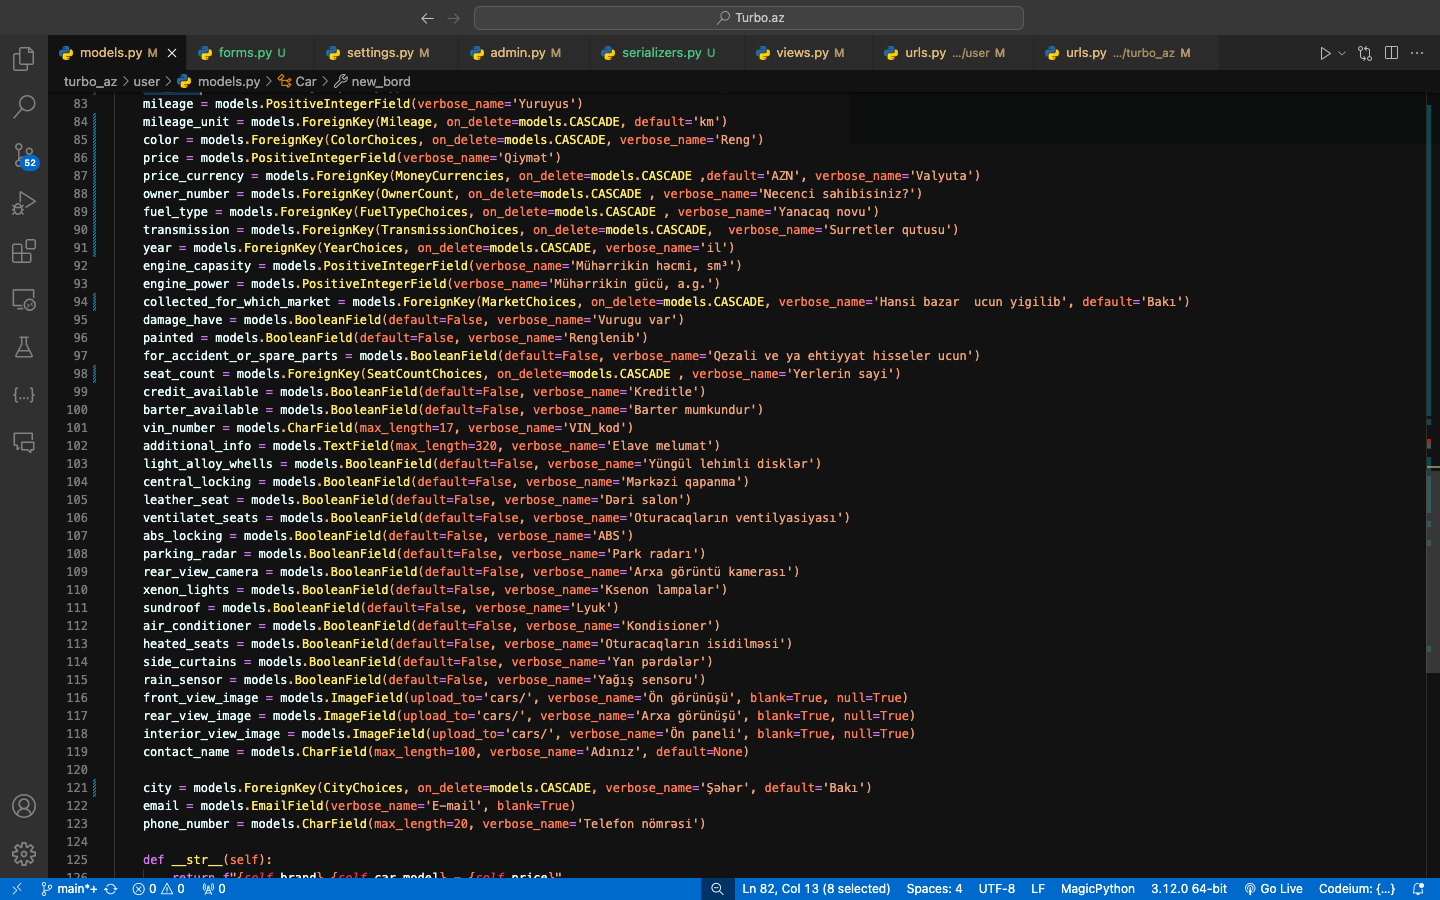 Turbo.az
models.py M
forms.py U
settings.py M
admin.py M
serializers.py U
views.py M
urls.py .../user M
urls.py .../turbo_az M
turbo_az > user > models.py > Car > new_bord
83 mileage = models.PositiveIntegerField(verbose_name='Yuruyus')
84 mileage_unit = models.ForeignKey(Mileage, on_delete=models.CASCADE, default='km')
85 color = models.ForeignKey(ColorChoices, on_delete=models.CASCADE, verbose_name='Reng')
86 price = models.PositiveIntegerField(verbose_name='Qiymət')
87 price_currency = models.ForeignKey(MoneyCurrencies, on_delete=models.CASCADE ,default='AZN', verbose_name='Valyuta')
88 owner_number = models.ForeignKey(OwnerCount, on_delete=models.CASCADE , verbose_name='Necenci sahibisiniz?')
89 fuel_type = models.ForeignKey(FuelTypeChoices, on_delete=models.CASCADE , verbose_name='Yanacaq novu')
90 transmission = models.ForeignKey(TransmissionChoices, on_delete=models.CASCADE,  verbose_name='Surretler qutusu')
91 year = models.ForeignKey(YearChoices, on_delete=models.CASCADE, verbose_name='il')
92 engine_capasity = models.PositiveIntegerField(verbose_name='Mühərrikin həcmi, sm³')
93 engine_power = models.PositiveIntegerField(verbose_name='Mühərrikin gücü, a.g.')
94 collected_for_which_market = models.ForeignKey(MarketChoices, on_delete=models.CASCADE, verbose_name='Hansi bazar  ucun yigilib', default='Bakı')
95 damage_have = models.BooleanField(default=False, verbose_name='Vurugu var')
96 painted = models.BooleanField(default=False, verbose_name='Renglenib')
97 for_accident_or_spare_parts = models.BooleanField(default=False, verbose_name='Qezali ve ya ehtiyyat hisseler ucun')
98 seat_count = models.ForeignKey(SeatCountChoices, on_delete=models.CASCADE , verbose_name='Yerlerin sayi')
99 credit_available = models.BooleanField(default=False, verbose_name='Kreditle')
100 barter_available = models.BooleanField(default=False, verbose_name='Barter mumkundur')
101 vin_number = models.CharField(max_length=17, verbose_name='VIN_kod')
102 additional_info = models.TextField(max_length=320, verbose_name='Elave melumat')
103 light_alloy_whells = models.BooleanField(default=False, verbose_name='Yüngül lehimli disklər')
104 central_locking = models.BooleanField(default=False, verbose_name='Mərkəzi qapanma')
105 leather_seat = models.BooleanField(default=False, verbose_name='Dəri salon')
106 ventilatet_seats = models.BooleanField(default=False, verbose_name='Oturacaqların ventilyasiyası')
107 abs_locking = models.BooleanField(default=False, verbose_name='ABS')
108 parking_radar = models.BooleanField(default=False, verbose_name='Park radarı')
109 rear_view_camera = models.BooleanField(default=False, verbose_name='Arxa görüntü kamerası')
110 xenon_lights = models.BooleanField(default=False, verbose_name='Ksenon lampalar')
111 sundroof = models.BooleanField(default=False, verbose_name='Lyuk')
112 air_conditioner = models.BooleanField(default=False, verbose_name='Kondisioner')
113 heated_seats = models.BooleanField(default=False, verbose_name='Oturacaqların isidilməsi')
114 side_curtains = models.BooleanField(default=False, verbose_name='Yan pərdələr')
115 rain_sensor = models.BooleanField(default=False, verbose_name='Yağış sensoru')
116 front_view_image = models.ImageField(upload_to='cars/', verbose_name='Ön görünüşü', blank=True, null=True)
117 rear_view_image = models.ImageField(upload_to='cars/', verbose_name='Arxa görünüşü', blank=True, null=True)
118 interior_view_image = models.ImageField(upload_to='cars/', verbose_name='Ön paneli', blank=True, null=True)
119 contact_name = models.CharField(max_length=100, verbose_name='Adınız', default=None)
120
121 city = models.ForeignKey(CityChoices, on_delete=models.CASCADE, verbose_name='Şəhər', default='Bakı')
122 email = models.EmailField(verbose_name='E-mail', blank=True)
123 phone_number = models.CharField(max_length=20, verbose_name='Telefon nömrəsi')
124
125 def __str__(self):
126 return f"{self.brand} {self.car_model} - {self.price}"
52
main*+ 0 0 0 Ln 82, Col 13 (8 selected) Spaces: 4 UTF-8 LF MagicPython 3.12.0 64-bit Go Live Codeium: {...}